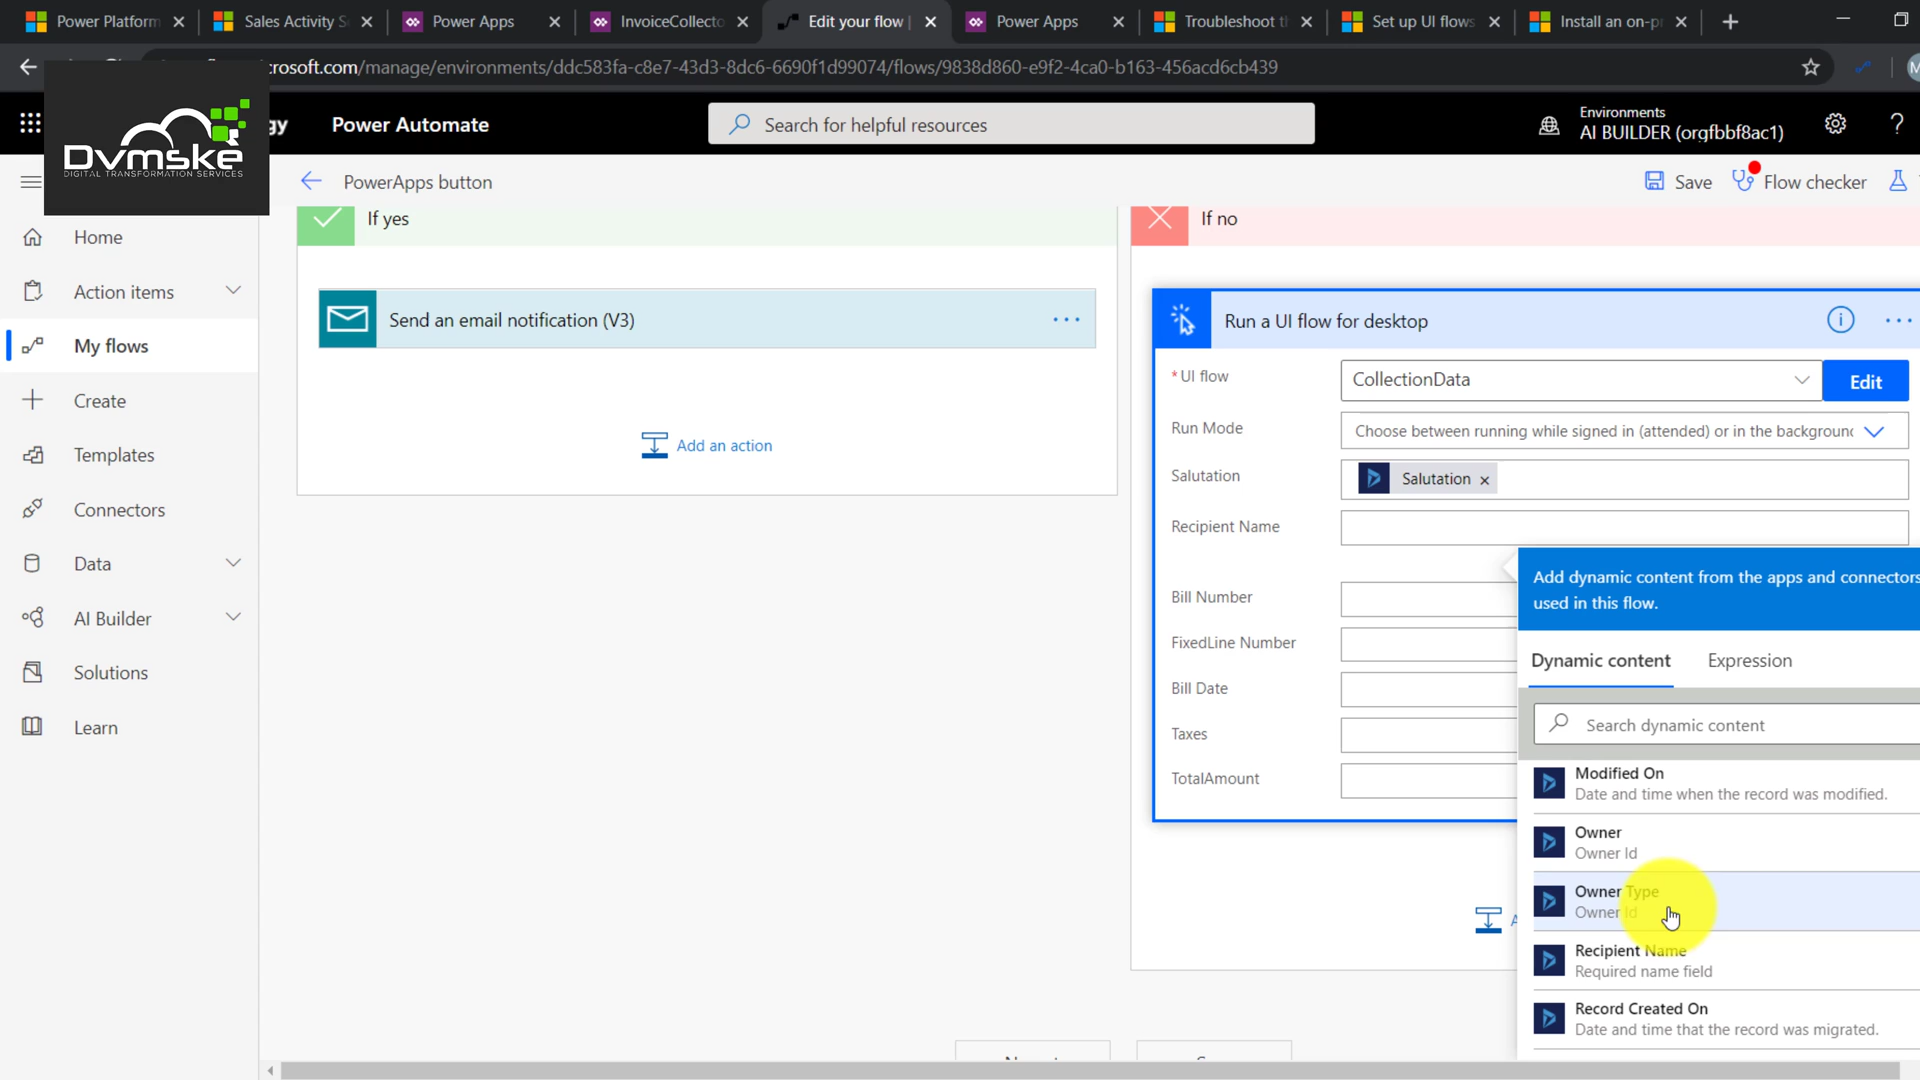 Power Platform
Sales Activity S
Power Apps
InvoiceCollecto
Edit your flow |
Power Apps
Troubleshoot th
Set up UI flows
Install an on-pr
crosoft.com/manage/environments/ddc583fa-c8e7-43d3-8dc6-6690f1d99074/flows/9838d860-e9f2-4ca0-b163-456acd6cb439
Dvmske
DIGITAL TRANSFORMATION SERVICES
gy
Power Automate
Search for helpful resources
Environments
AI BUILDER (orgfbbf8ac1)
?
PowerApps button
Save
Flow checker
Home
Action items
My flows
Create
Templates
Connectors
Data
AI Builder
Solutions
Learn
If yes
Send an email notification (V3)
Add an action
If no
Run a UI flow for desktop
* UI flow
CollectionData
Edit
Run Mode
Choose between running while signed in (attended) or in the background
Salutation
Salutation ×
Recipient Name
Bill Number
FixedLine Number
Bill Date
Taxes
TotalAmount
Add dynamic content from the apps and connectors
used in this flow.
Dynamic content
Expression
Search dynamic content
Modified On
Date and time when the record was modified.
Owner
Owner Id
Owner Type
Owner Id
Recipient Name
Required name field
Record Created On
Date and time that the record was migrated.